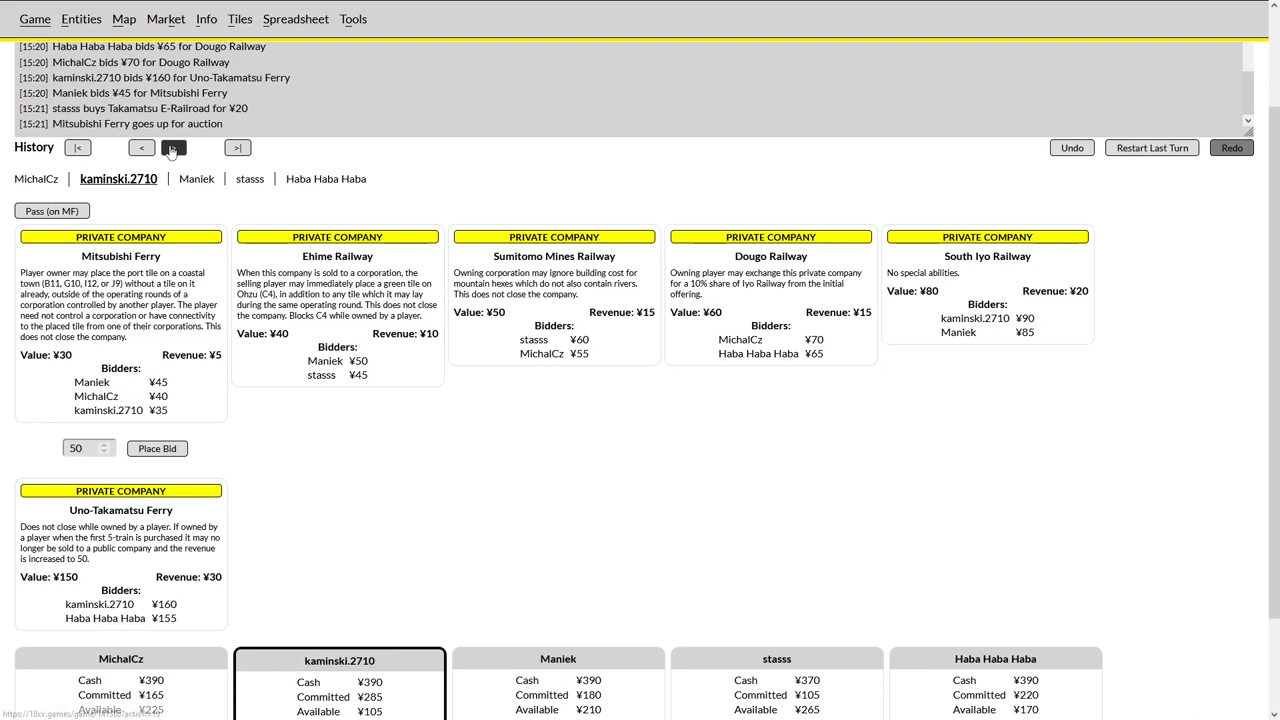 Game Entities Map Market Info Tiles Spreadsheet Tools
[15:20] Haba Haba Haba bids ¥65 for Dougo Railway
[15:20] MichalCz bids ¥70 for Dougo Railway
[15:20] kaminski.2710 bids ¥160 for Uno-Takamatsu Ferry
[15:20] Maniek bids ¥45 for Mitsubishi Ferry
[15:21] stasss buys Takamatsu E-Railroad for ¥20
[15:21] Mitsubishi Ferry goes up for auction
History |< < >| Undo Restart Last Turn Redo
MichalCz kaminski.2710 Maniek stasss Haba Haba Haba
Pass (on MF)
PRIVATE COMPANY
Mitsubishi Ferry
Player owner may place the port tile on a coastal
town (B11, G10, I12, or J9) without a tile on it
already, outside of the operating rounds of a
corporation controlled by another player. The player
need not control a corporation or have connectivity
to the placed tile from one of their corporations. This
does not close the company.
Value: ¥30 Revenue: ¥5
Bidders:
Maniek ¥45
MichalCz ¥40
kaminski.2710 ¥35
50 Place Bid
PRIVATE COMPANY
Ehime Railway
When this company is sold to a corporation, the
selling player may immediately place a green tile on
Ohzu (C4), in addition to any tile which it may lay
during the same operating round. This does not close
the company. Blocks C4 while owned by a player.
Value: ¥40 Revenue: ¥10
Bidders:
Maniek ¥50
stasss ¥45
PRIVATE COMPANY
Sumitomo Mines Railway
Owning corporation may ignore building cost for
mountain hexes which do not also contain rivers.
This does not close the company.
Value: ¥50 Revenue: ¥15
Bidders:
stasss ¥60
MichalCz ¥55
PRIVATE COMPANY
Dougo Railway
Owning player may exchange this private company
for a 10% share of Iyo Railway from the initial
offering.
Value: ¥60 Revenue: ¥15
Bidders:
MichalCz ¥70
Haba Haba Haba ¥65
PRIVATE COMPANY
South Iyo Railway
No special abilities.
Value: ¥80 Revenue: ¥20
Bidders:
kaminski.2710 ¥90
Maniek ¥85
PRIVATE COMPANY
Uno-Takamatsu Ferry
Does not close while owned by a player. If owned by
a player when the first 5-train is purchased it may no
longer be sold to a public company and the revenue
is increased to 50.
Value: ¥150 Revenue: ¥30
Bidders:
kaminski.2710 ¥160
Haba Haba Haba ¥155
MichalCz
Cash ¥390
Committed ¥165
Available ¥225
kaminski.2710
Cash ¥390
Committed ¥285
Available ¥105
Maniek
Cash ¥390
Committed ¥180
Available ¥210
stasss
Cash ¥370
Committed ¥105
Available ¥265
Haba Haba Haba
Cash ¥390
Committed ¥220
Available ¥170